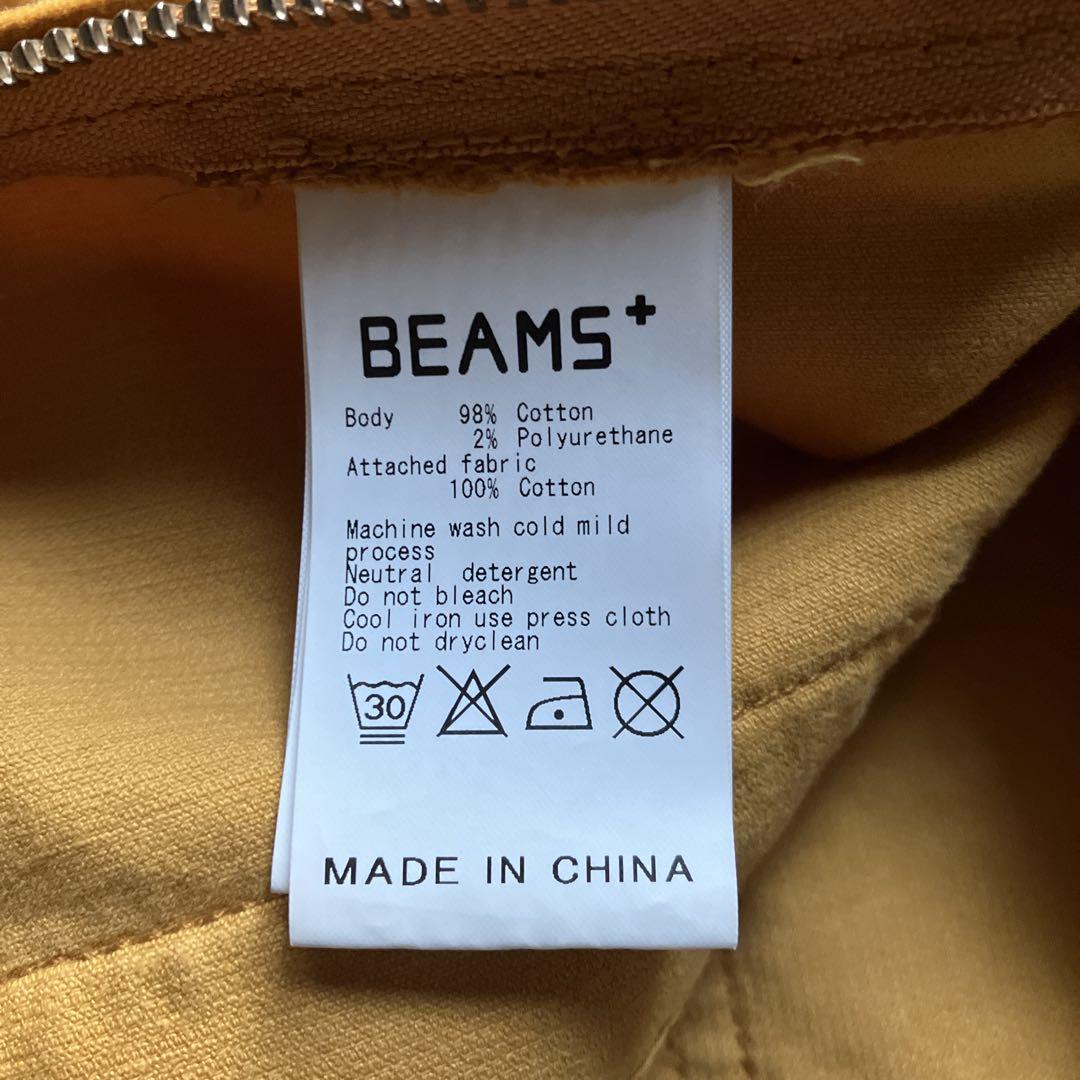 BEAMS+
Body 98% Cotton
2% Polyurethane
Attached fabric
100% Cotton
Machine wash cold mild
process
Neutral detergent
Do not bleach
Cool iron use press cloth
Do not dryclean
30
MADE IN CHINA